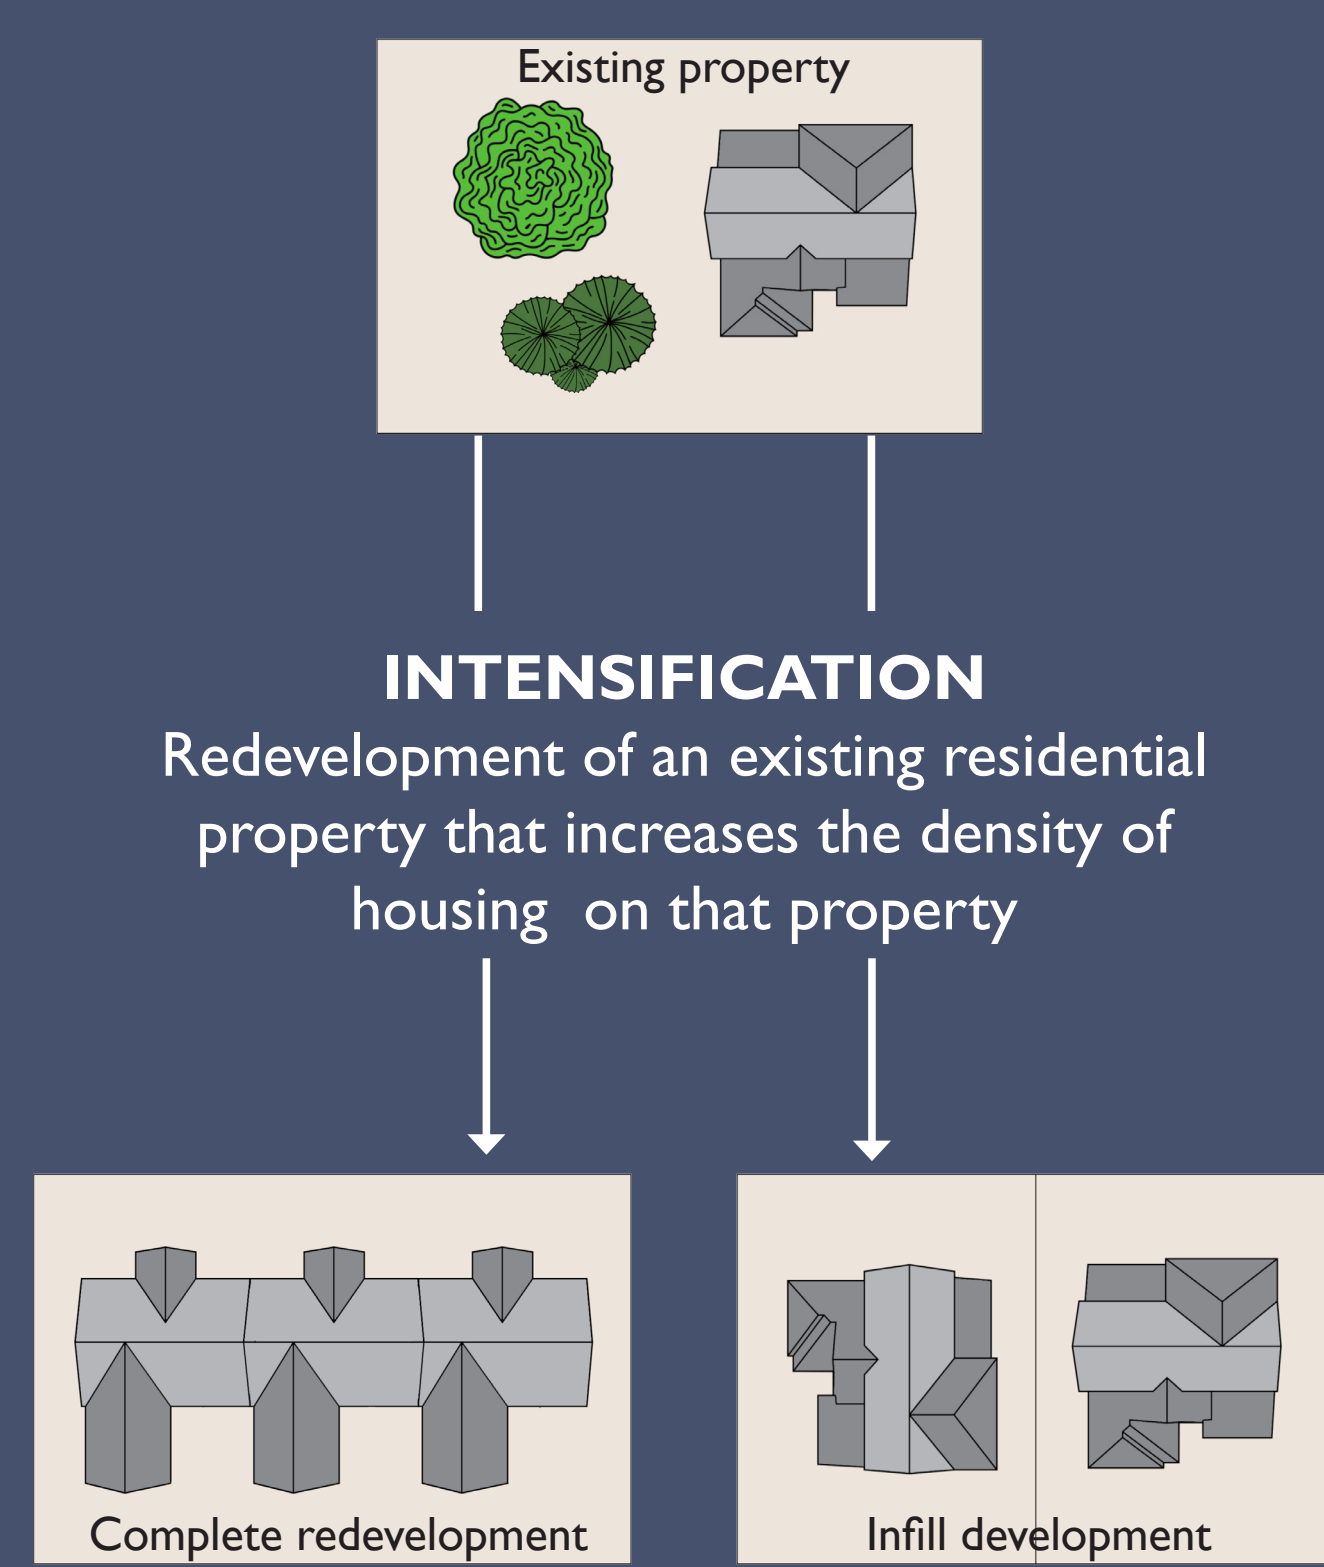 Existing property
INTENSIFICATION
Redevelopment of an existing residential
property that increases the density of
housing  on that property
Complete redevelopment
Infill development